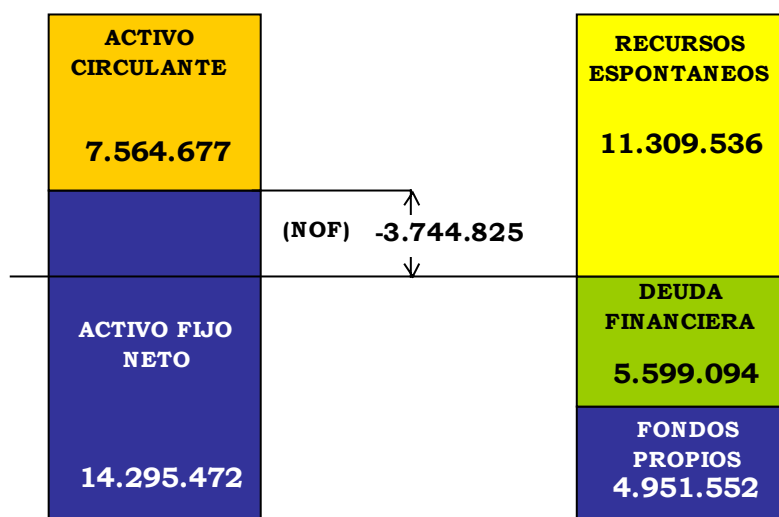 ACTIVO
CIRCULANTE
7.564.677
RECURSOS
ESPONTANEOS
11.309.536
(NOF) -3.744.825
ACTIVO FIJO
NETO
14.295.472
DEUDA
FINANCIERA
5.599.094
FONDOS
PROPIOS
4.951.552